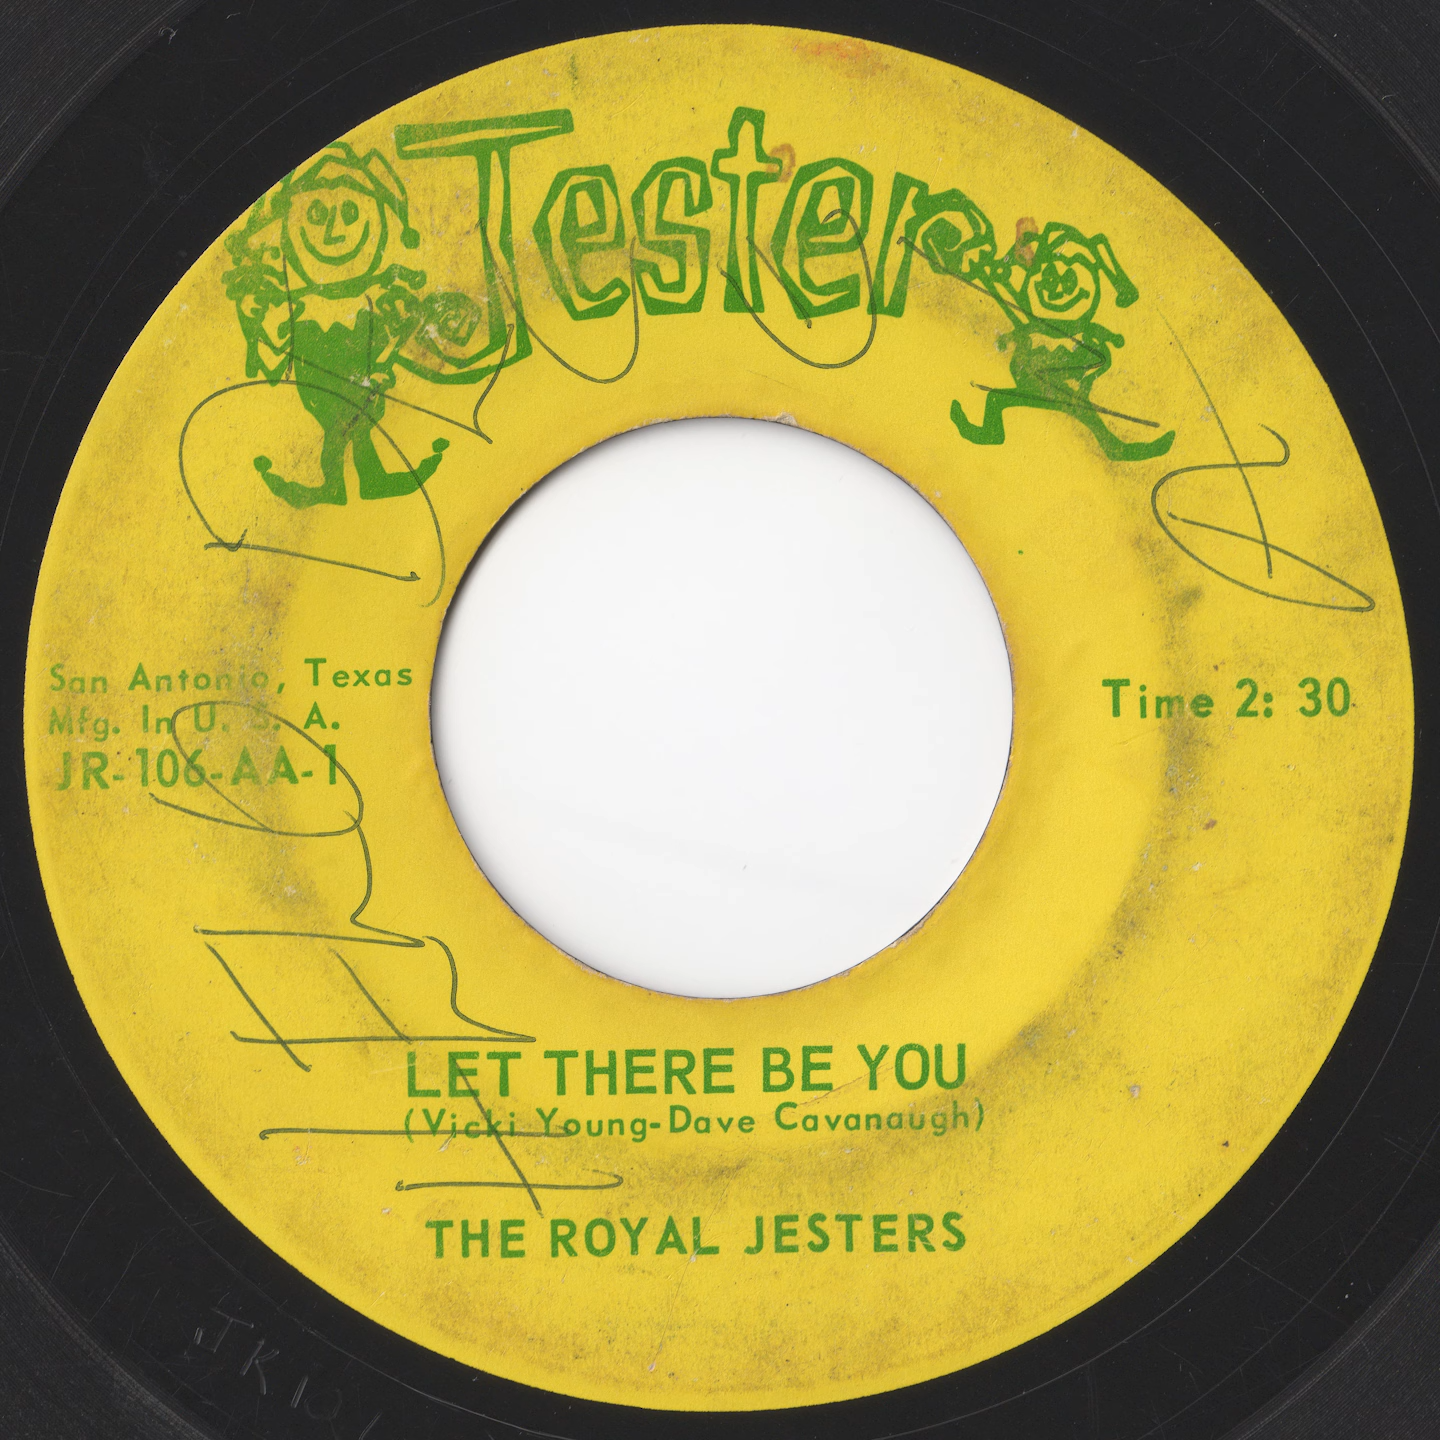 Jester
San Antonio, Texas
Mfg. In U. S. A.
JR-106-AA-1
Time 2: 30
LET THERE BE YOU
(Vicki Young-Dave Cavanaugh)
THE ROYAL JESTERS